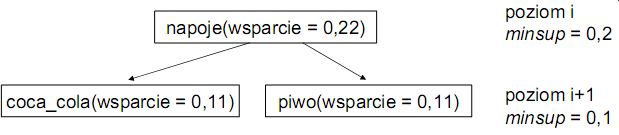 poziom i
napoje(wsparcie = 0,22)
minsup = 0,2
coca_cola(wsparcie = 0,11)
piwo(wsparcie = 0,11)
poziom i+1
minsup = 0,1